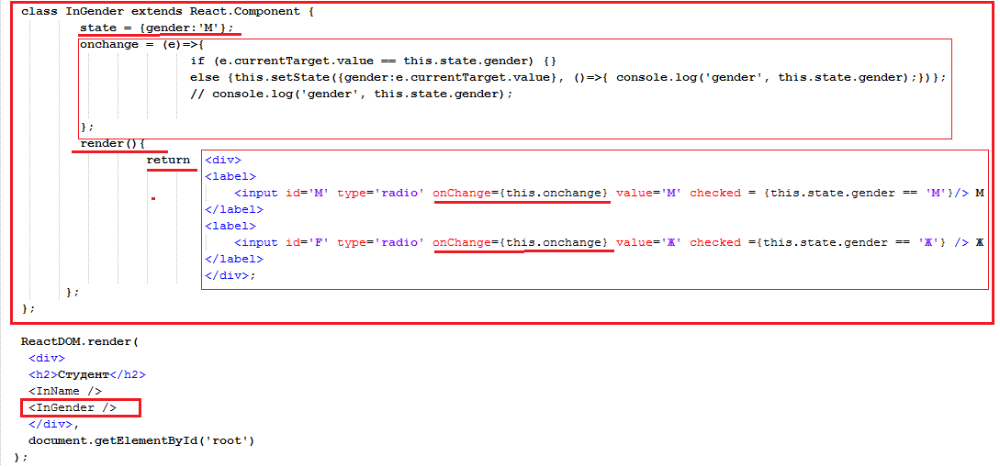 class InGender extends React.Component {
state = {gender:'М'};
onchange = (e)=>{
if (e.currentTarget.value == this.state.gender) {}
else {this.setState({gender:e.currentTarget.value}, ()=>{ console.log('gender', this.state.gender);})};
// console.log('gender', this.state.gender);
};
render(){
return <div>
<label>
<input id='M' type='radio' onChange={this.onchange} value='М' checked = {this.state.gender == 'М'}/> М
</label>
<label>
<input id='F' type='radio' onChange={this.onchange} value='Ж' checked ={this.state.gender == 'Ж'} /> Ж
</label>
</div>;
};
};
ReactDOM.render(
<div>
<h2>Студент</h2>
<InName />
<InGender />
</div>,
document.getElementById('root')
);